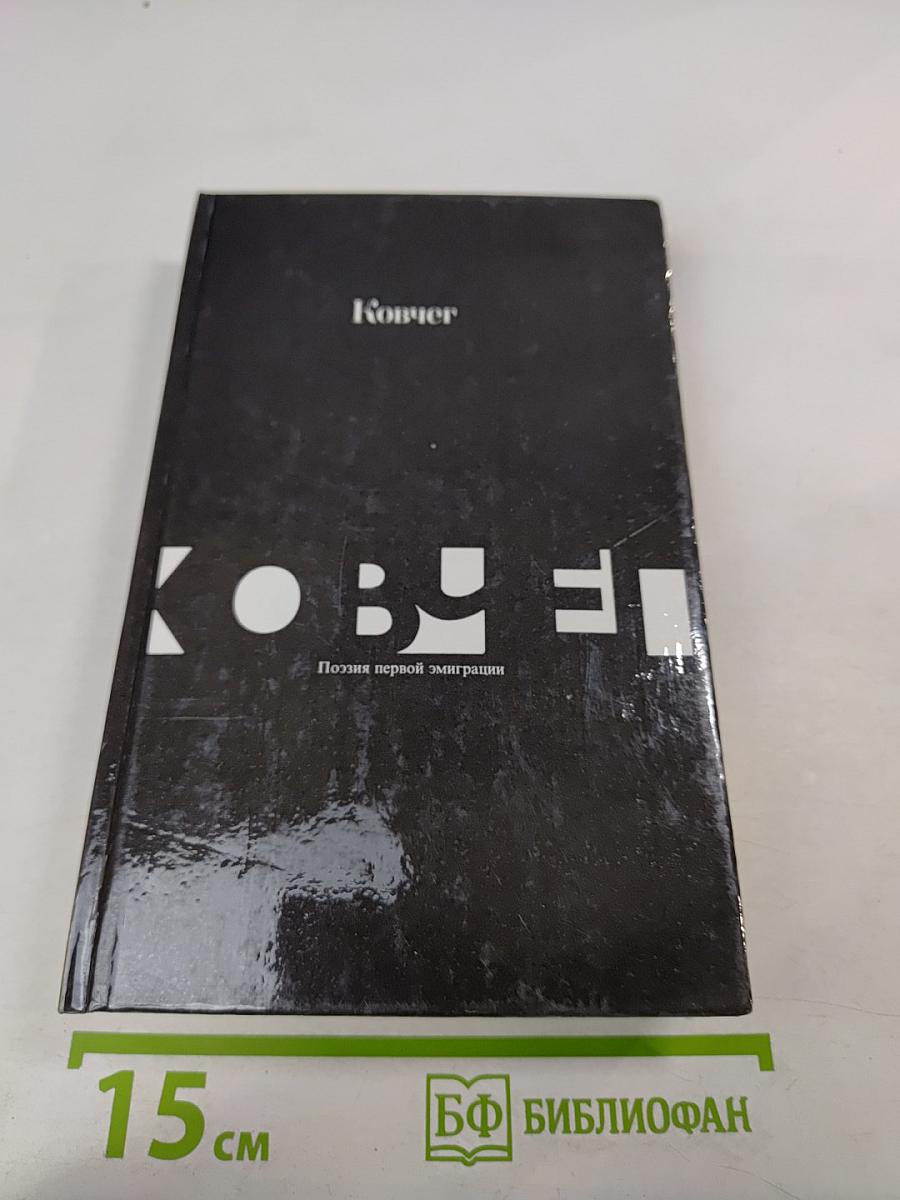 Ковчег
КОВЧЕГ
Поэзия первой эмиграции
15 см
БФ БИБЛИОФАН